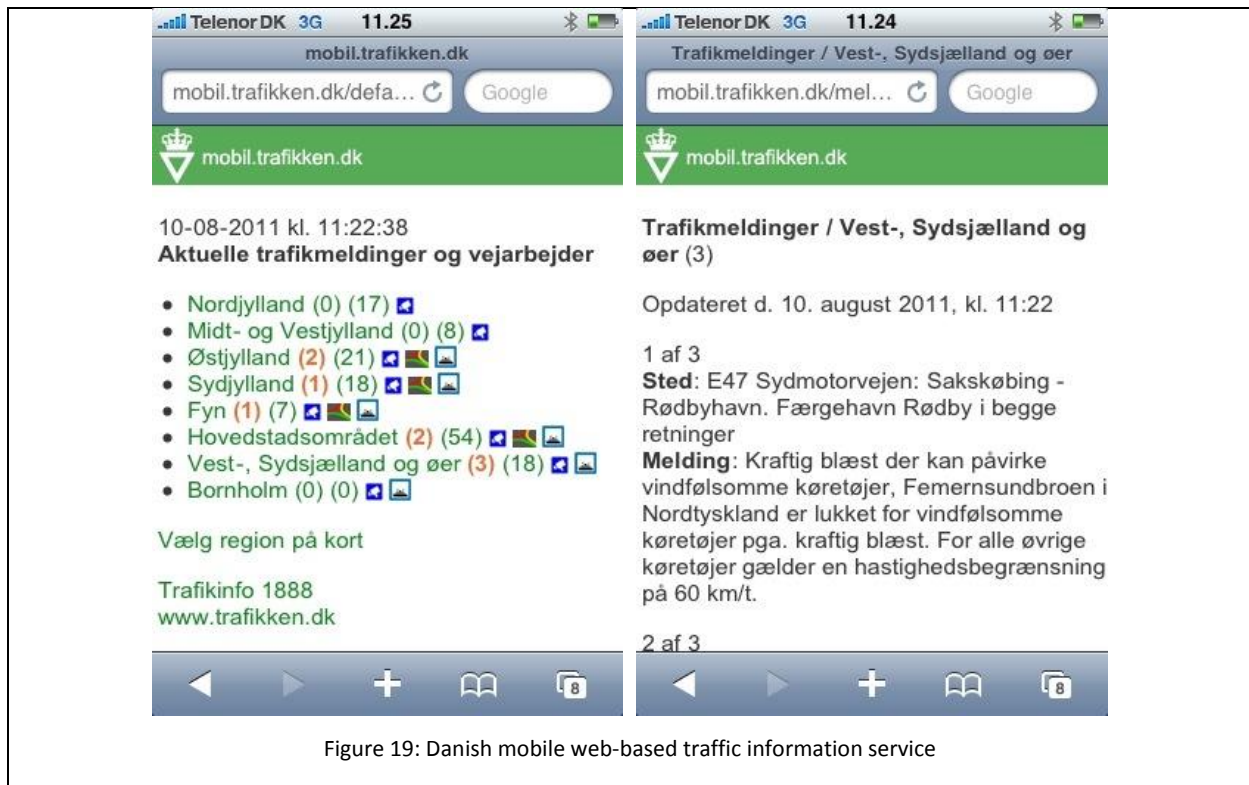 Telenor DK 3G 11.25
mobil.trafikken.dk
mobil.trafikken.dk/defa... Google
mobil.trafikken.dk
10-08-2011 kl. 11:22:38
Aktuelle trafikmeldinger og vejarbejder
• Nordjylland (0) (17)
• Midt- og Vestjylland (0) (8)
• Østjylland (2) (21)
• Sydjylland (1) (18)
• Fyn (1) (7)
• Hovedstadsområdet (2) (54)
• Vest-, Sydsjælland og øer (3) (18)
• Bornholm (0) (0)
Vælg region på kort
Trafikinfo 1888
www.trafikken.dk
8
Telenor DK 3G 11.24
Trafikmeldinger / Vest-, Sydsjælland og øer
mobil.trafikken.dk/mel... Google
mobil.trafikken.dk
Trafikmeldinger / Vest-, Sydsjælland og
øer (3)
Opdateret d. 10. august 2011, kl. 11:22
1 af 3
Sted: E47 Sydmotorvejen: Sakskøbing -
Rødbyhavn. Færgehavn Rødby i begge
retninger
Melding: Kraftig blæst der kan påvirke
vindfølsomme køretøjer, Femernsundbroen i
Nordtyskland er lukket for vindfølsomme
køretøjer pga. kraftig blæst. For alle øvrige
køretøjer gælder en hastighedsbegrænsning
på 60 km/t.
2 af 3
8
Figure 19: Danish mobile web-based traffic information service